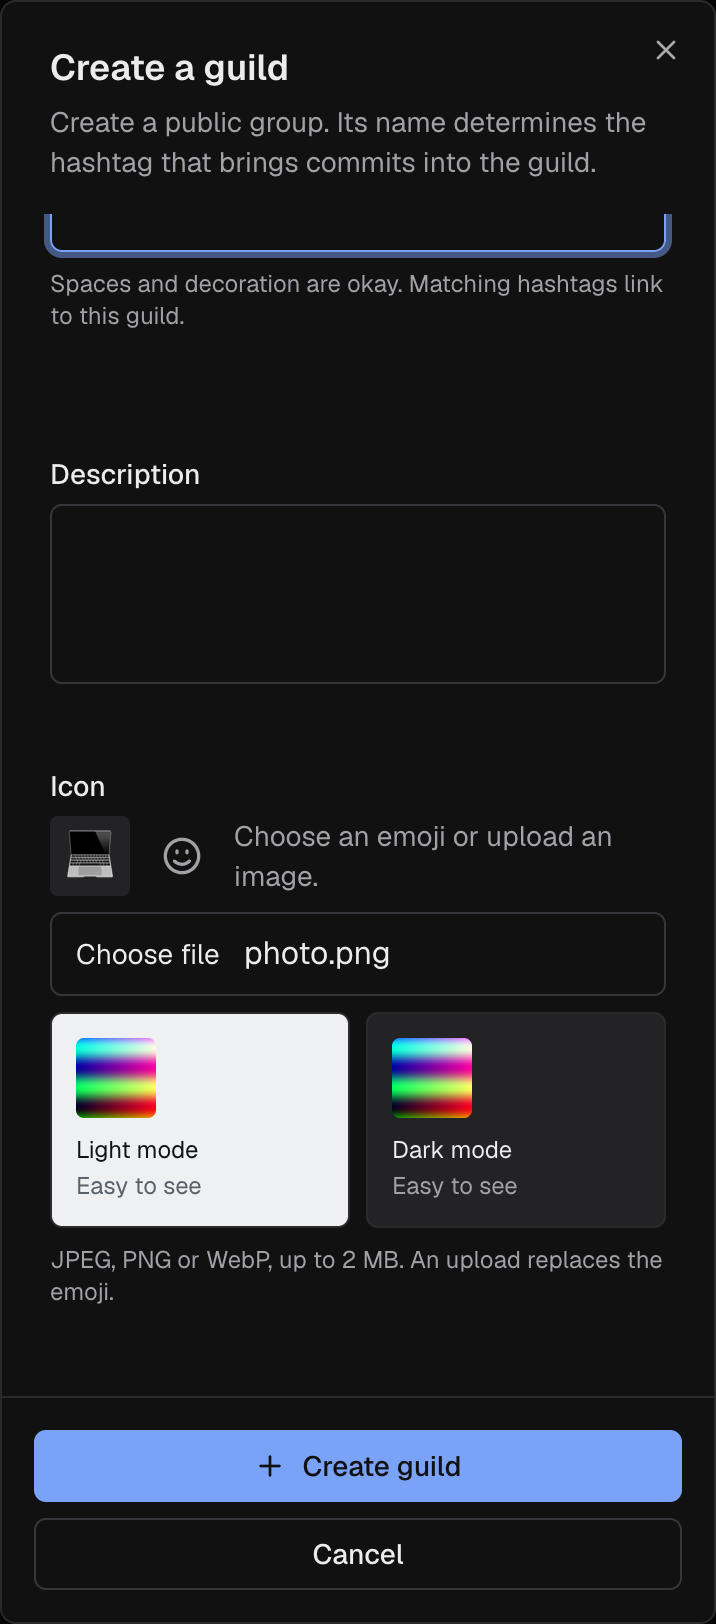 Create a guild
Create a public group. Its name determines the
hashtag that brings commits into the guild.
Spaces and decoration are okay. Matching hashtags link
to this guild.
Description
Icon
Choose an emoji or upload an
image.
Choose file photo.png
Light mode
Easy to see
Dark mode
Easy to see
JPEG, PNG or WebP, up to 2 MB. An upload replaces the
emoji.
Create guild
Cancel